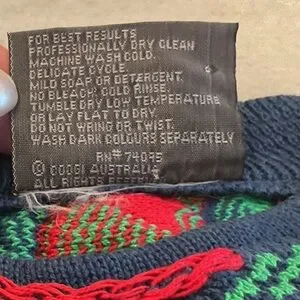 FOR BEST RESULTS
PROFESSIONALLY DRY CLEAN
MACHINE WASH COLD.
DELICATE CYCLE.
MILD SOAP OR DETERGENT.
NO BLEACH. COLD RINSE.
TUMBLE DRY LOW TEMPERATURE
OR LAY FLAT TO DRY.
DO NOT WRING OR TWIST.
WASH DARK COLOURS SEPARATELY
RN# 74095
© COOGI AUSTRALIA
ALL RIGHTS